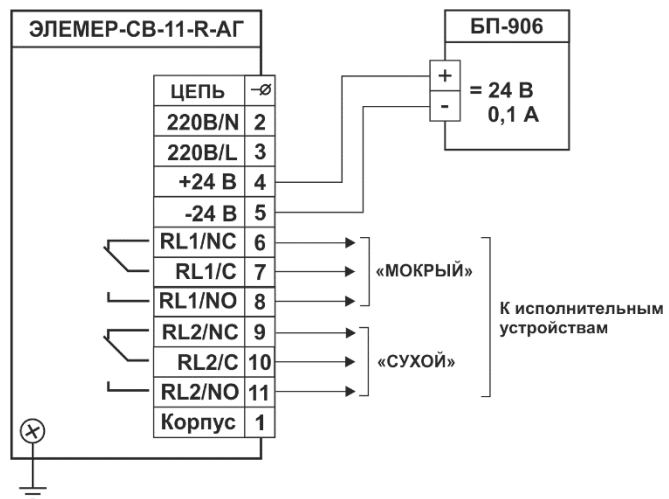 ЭЛЕМЕР-СВ-11-R-АГ
БП-906
ЦЕПЬ
220В/N 2
220В/L 3
+24 В 4
-24 В 5
RL1/NC 6
RL1/C 7
RL1/NO 8
RL2/NC 9
RL2/C 10
RL2/NO 11
Корпус 1
+
-
= 24 В
0,1 А
«МОКРЫЙ»
«СУХОЙ»
К исполнительным
устройствам